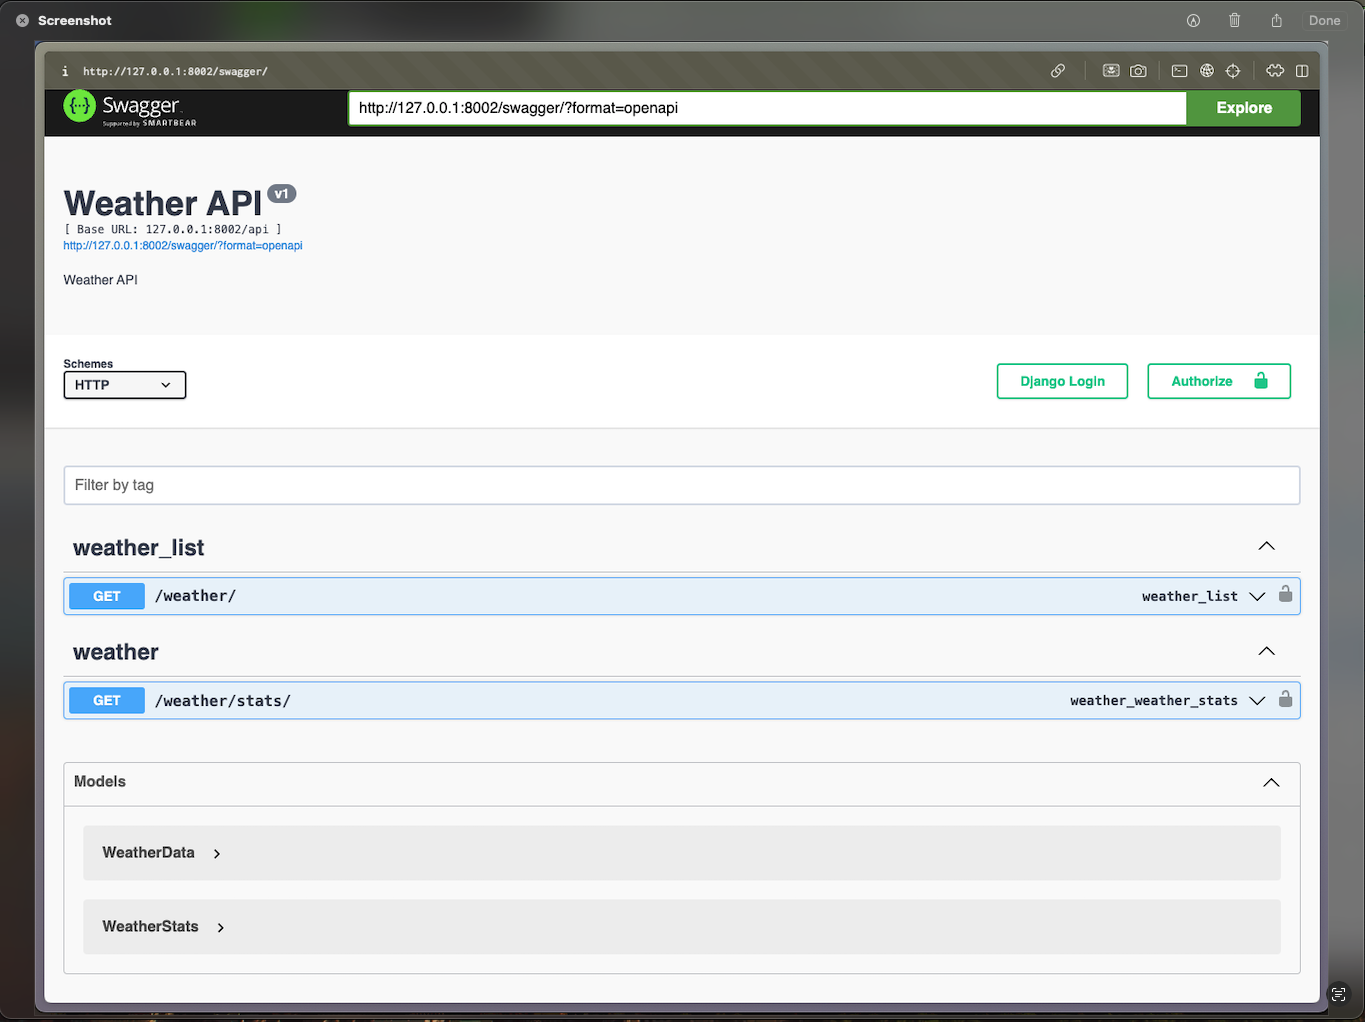 Screenshot
Done
http://127.0.0.1:8002/swagger/
Swagger
Supported by SMARTBEAR
http://127.0.0.1:8002/swagger/?format=openapi
Explore
Weather API v1
[ Base URL: 127.0.0.1:8002/api ]
http://127.0.0.1:8002/swagger/?format=openapi
Weather API
Schemes
HTTP
Django Login
Authorize
Filter by tag
weather_list
GET /weather/ weather_list
weather
GET /weather/stats/ weather_weather_stats
Models
WeatherData
WeatherStats